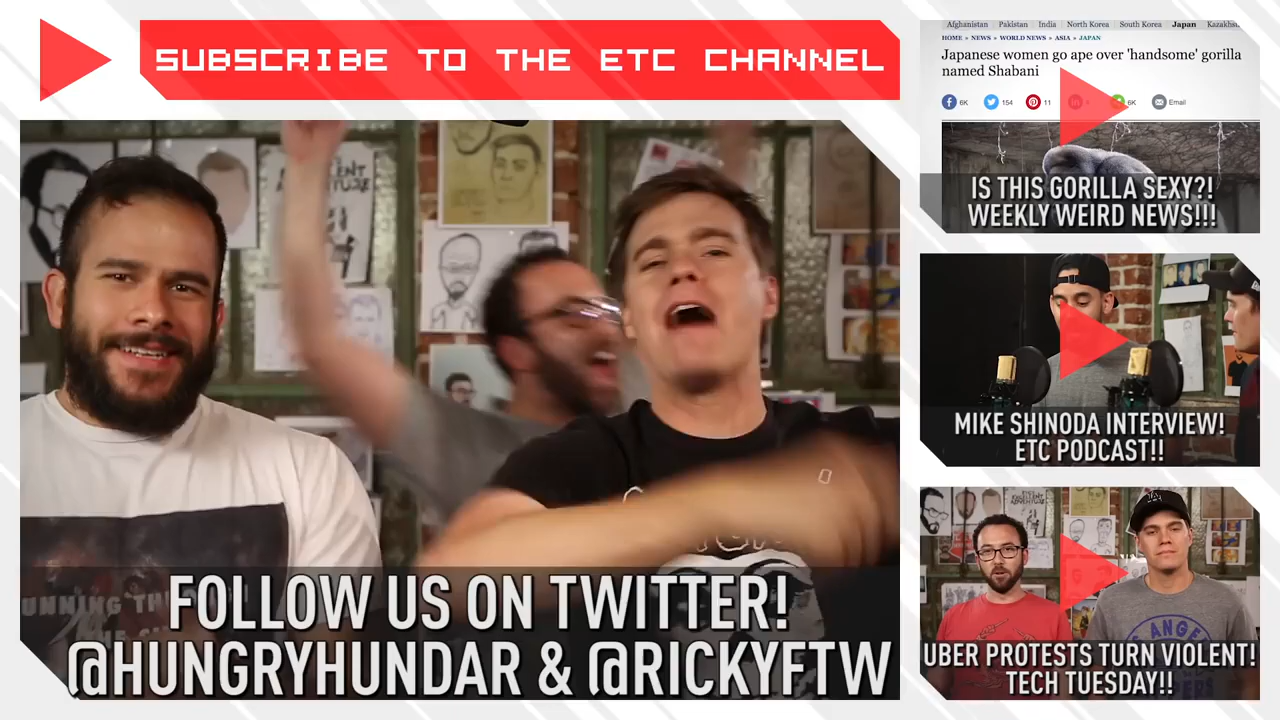 SUBSCRIBE TO THE ETC CHANNEL
Afghanistan Pakistan India North Korea South Korea Japan
HOME » NEWS » WORLD NEWS » ASIA » JAPAN
Japanese women go ape over 'handsome' gorilla
named Shabani
6K 154 11 6K Email
IS THIS GORILLA SEXY?!
WEEKLY WEIRD NEWS!!!
MIKE SHINODA INTERVIEW!
ETC PODCAST!!
UBER PROTESTS TURN VIOLENT!
TECH TUESDAY!!
FOLLOW US ON TWITTER!
@HUNGRYHUNDAR & @RICKYFTW